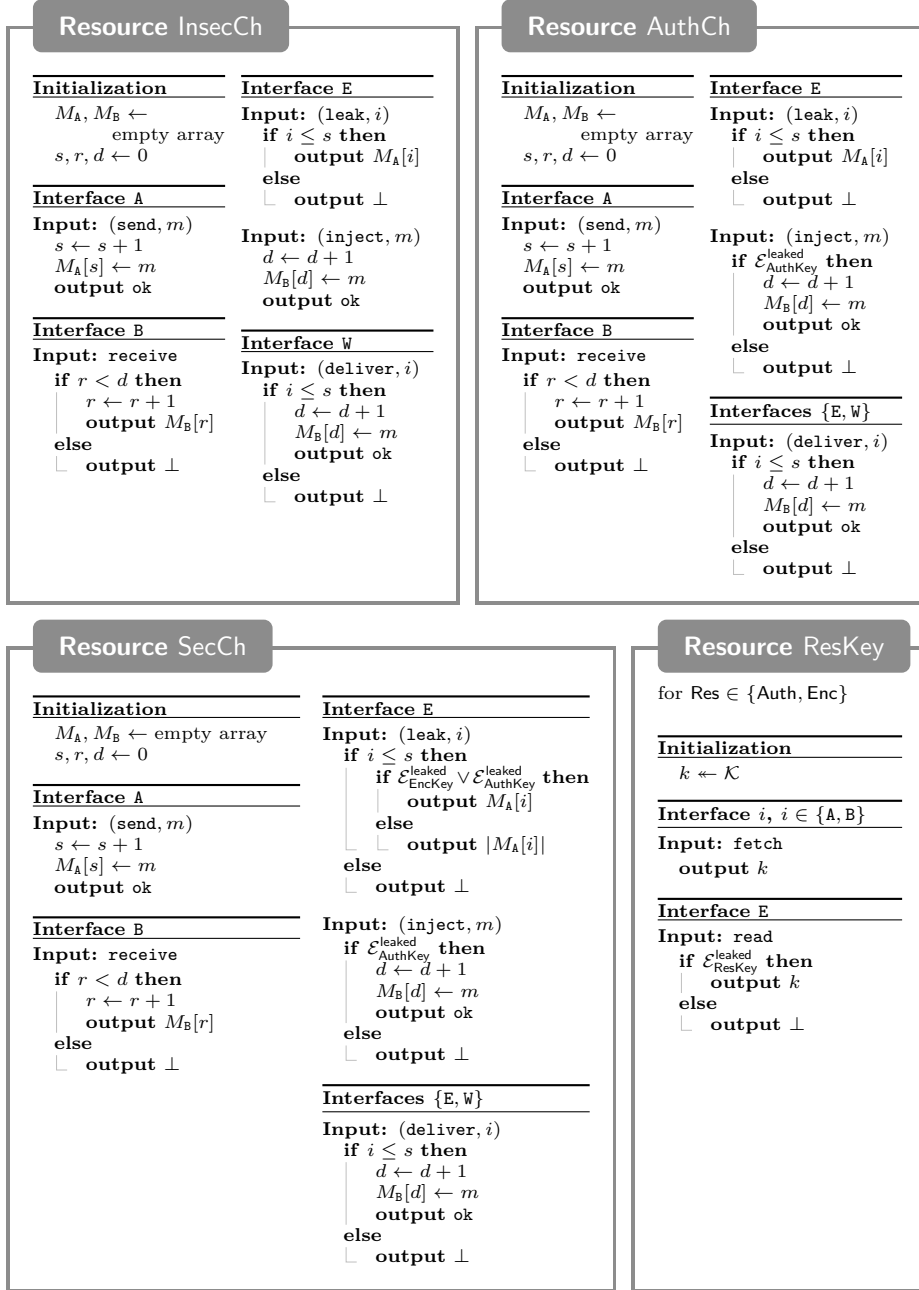 Resource InsecCh
Initialization
M_A, M_B ←
empty array
s, r, d ← 0
Interface A
Input: (send, m)
s ← s + 1
M_A[s] ← m
output ok
Interface B
Input: receive
if r < d then
r ← r + 1
output M_B[r]
else
output ⊥
Interface E
Input: (leak, i)
if i ≤ s then
output M_A[i]
else
output ⊥
Input: (inject, m)
d ← d + 1
M_B[d] ← m
output ok
Interface W
Input: (deliver, i)
if i ≤ s then
d ← d + 1
M_B[d] ← m
output ok
else
output ⊥
Resource AuthCh
Initialization
M_A, M_B ←
empty array
s, r, d ← 0
Interface A
Input: (send, m)
s ← s + 1
M_A[s] ← m
output ok
Interface B
Input: receive
if r < d then
r ← r + 1
output M_B[r]
else
output ⊥
Interface E
Input: (leak, i)
if i ≤ s then
output M_A[i]
else
output ⊥
Input: (inject, m)
if ℰ^leaked_AuthKey then
d ← d + 1
M_B[d] ← m
output ok
else
output ⊥
Interfaces {E, W}
Input: (deliver, i)
if i ≤ s then
d ← d + 1
M_B[d] ← m
output ok
else
output ⊥
Resource SecCh
Initialization
M_A, M_B ← empty array
s, r, d ← 0
Interface A
Input: (send, m)
s ← s + 1
M_A[s] ← m
output ok
Interface B
Input: receive
if r < d then
r ← r + 1
output M_B[r]
else
output ⊥
Interface E
Input: (leak, i)
if i ≤ s then
if ℰ^leaked_EncKey ∨ ℰ^leaked_AuthKey then
output M_A[i]
else
output |M_A[i]|
else
output ⊥
Input: (inject, m)
if ℰ^leaked_AuthKey then
d ← d + 1
M_B[d] ← m
output ok
else
output ⊥
Interfaces {E, W}
Input: (deliver, i)
if i ≤ s then
d ← d + 1
M_B[d] ← m
output ok
else
output ⊥
Resource ResKey
for Res ∈ {Auth, Enc}
Initialization
k ↞ 𝒦
Interface i, i ∈ {A, B}
Input: fetch
output k
Interface E
Input: read
if ℰ^leaked_ResKey then
output k
else
output ⊥